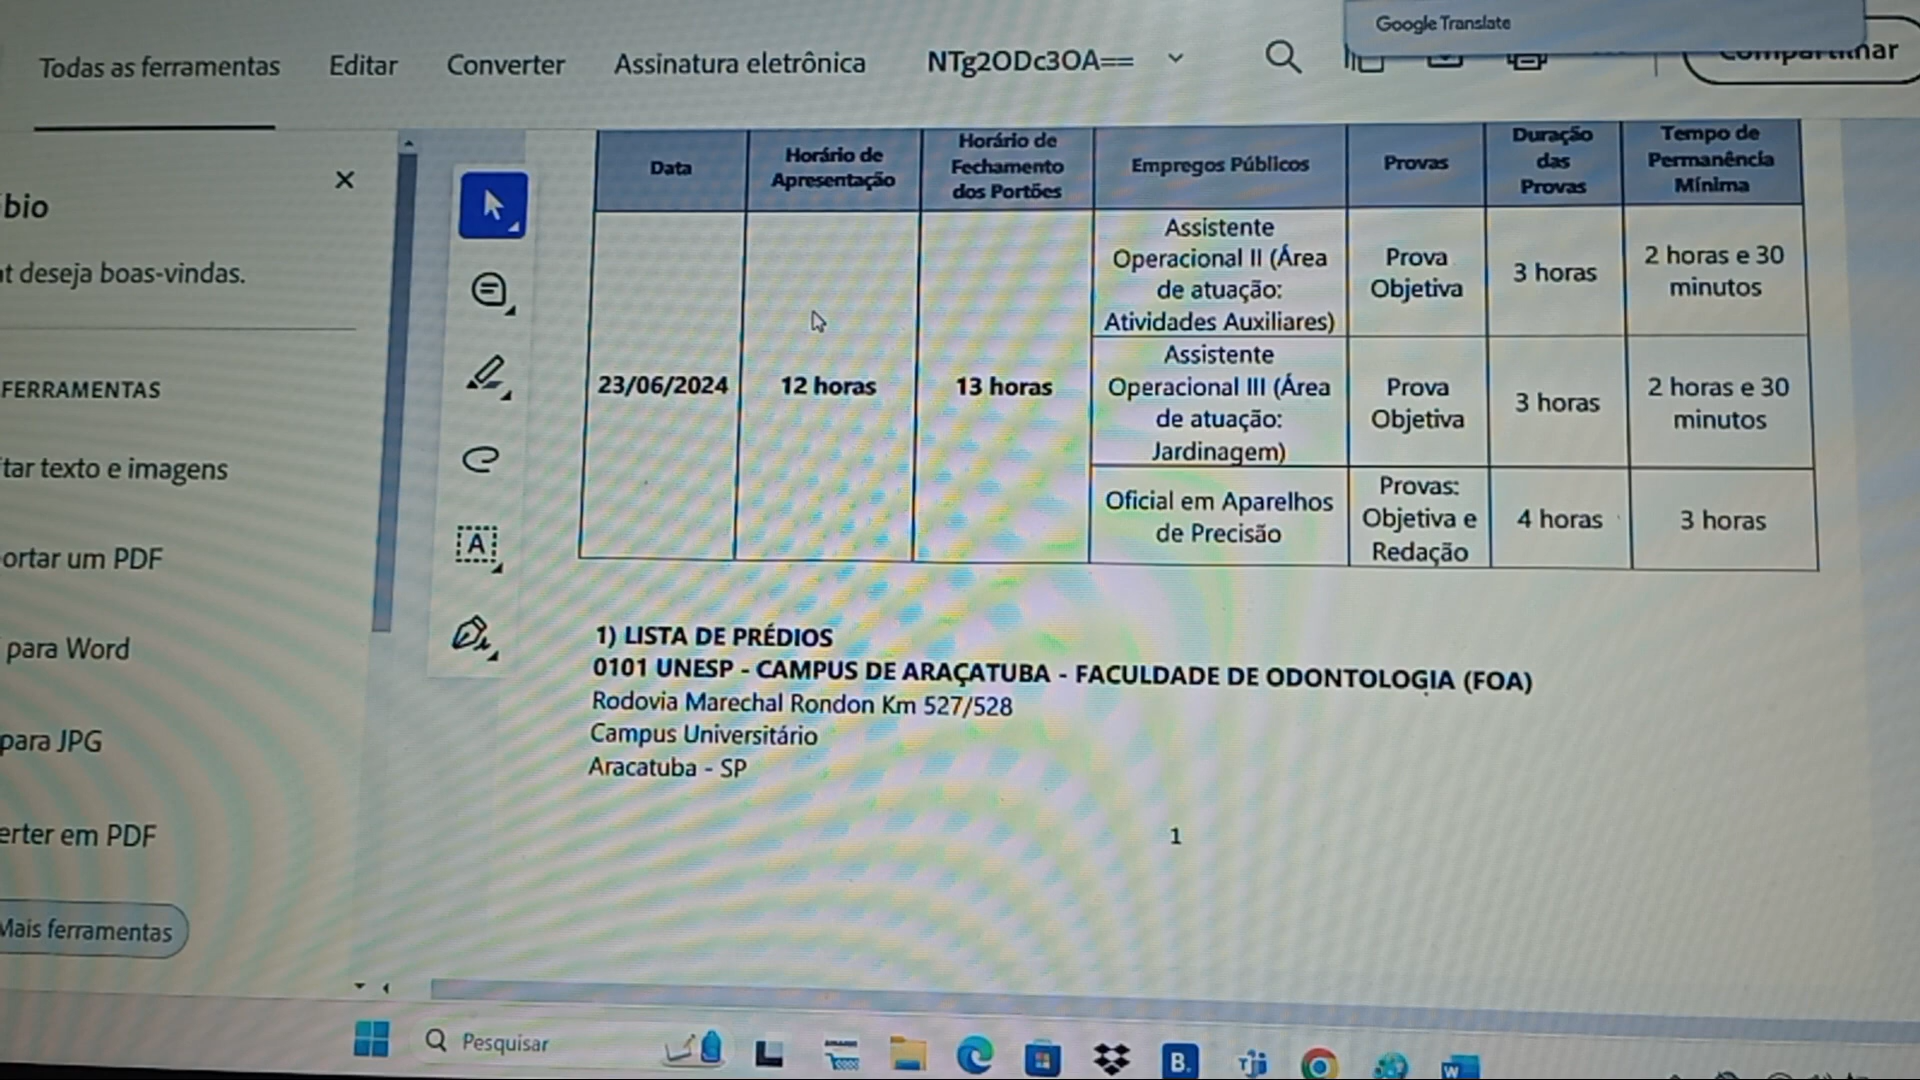 Google Translate
Todas as ferramentas Editar Converter Assinatura eletrônica NTg2ODc3OA==
bio
deseja boas-vindas.
FERRAMENTAS
tar texto e imagens
ortar um PDF
para Word
para JPG
erter em PDF
Mais ferramentas
Data
Horário de
Apresentação
Horário de
Fechamento
dos Portões
Empregos Públicos
Provas
Duração
das
Provas
Tempo de
Permanência
Mínima
23/06/2024
12 horas
13 horas
Assistente
Operacional II (Área
de atuação:
Atividades Auxiliares)
Prova
Objetiva
3 horas
2 horas e 30
minutos
Assistente
Operacional III (Área
de atuação:
Jardinagem)
Prova
Objetiva
3 horas
2 horas e 30
minutos
Oficial em Aparelhos
de Precisão
Provas:
Objetiva e
Redação
4 horas
3 horas
1) LISTA DE PRÉDIOS
0101 UNESP - CAMPUS DE ARAÇATUBA - FACULDADE DE ODONTOLOGIA (FOA)
Rodovia Marechal Rondon Km 527/528
Campus Universitário
Aracatuba - SP
1
Pesquisar